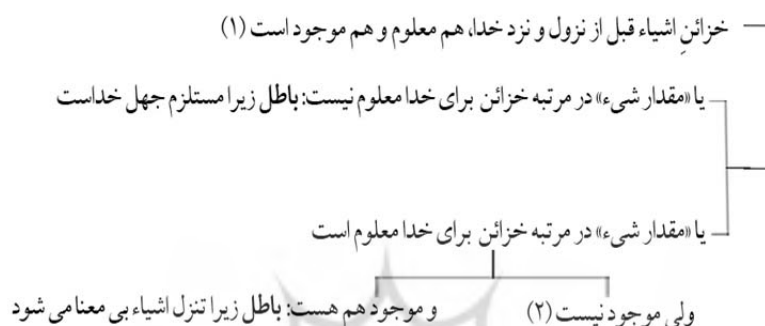 خزائنِ اشیاء قبل از نزول و نزد خدا، هم معلوم و هم موجود است (۱)
یا «مقدار شیء» در مرتبه خزائن برای خدا معلوم نیست: باطل زیرا مستلزم جهل خداست
یا «مقدار شیء» در مرتبه خزائن برای خدا معلوم است
ولی موجود نیست (۲)
و موجود هم هست: باطل زیرا تنزل اشیاء بی معنا می شود